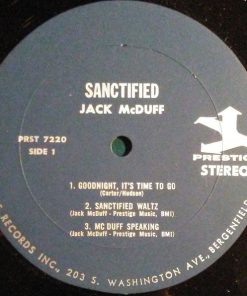 SANCTIFIED
JACK McDUFF
PRST 7220
SIDE 1
PRESTIG
STEREO
1. GOODNIGHT, IT'S TIME TO GO
(Carter/Hudson)
2. SANCTIFIED WALTZ
(Jack McDuff - Prestige Music, BMI)
3. MC DUFF SPEAKING
(Jack McDuff - Prestige Music, BMI)
RECORDS INC., 203 S. WASHINGTON AVE., BERGENFIELD